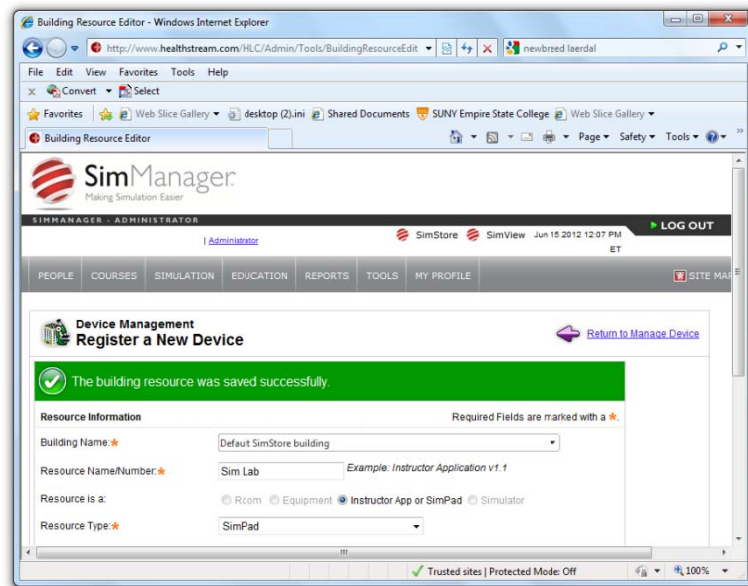 Building Resource Editor - Windows Internet Explorer
http://www.healthstream.com/HLC/Admin/Tools/BuildingResourceEdit newbrreed laerdal
File Edit View Favorites Tools Help
x Convert Select
Favorites Web Slice Gallery desktop (2).ini Shared Documents SUNY Empire State College Web Slice Gallery
Building Resource Editor Page Safety Tools
SimManager
Making Simulation Easier
SIMMANAGER - ADMINISTRATOR LOG OUT
| Administrator SimStore SimView Jun 15 2012 12:07 PM
ET
PEOPLE COURSES SIMULATION EDUCATION REPORTS TOOLS MY PROFILE SITE MAP
Device Management
Register a New Device Return to Manage Device
The building resource was saved successfully.
Resource Information Required Fields are marked with a *.
Building Name:* Defaut SimStore building
Resource Name/Number:* Sim Lab Example: Instructor Application v1.1
Resource is a: Room Equipment Instructor App or SimPad Simulator
Resource Type:* SimPad
Trusted sites | Protected Mode: Off 100%